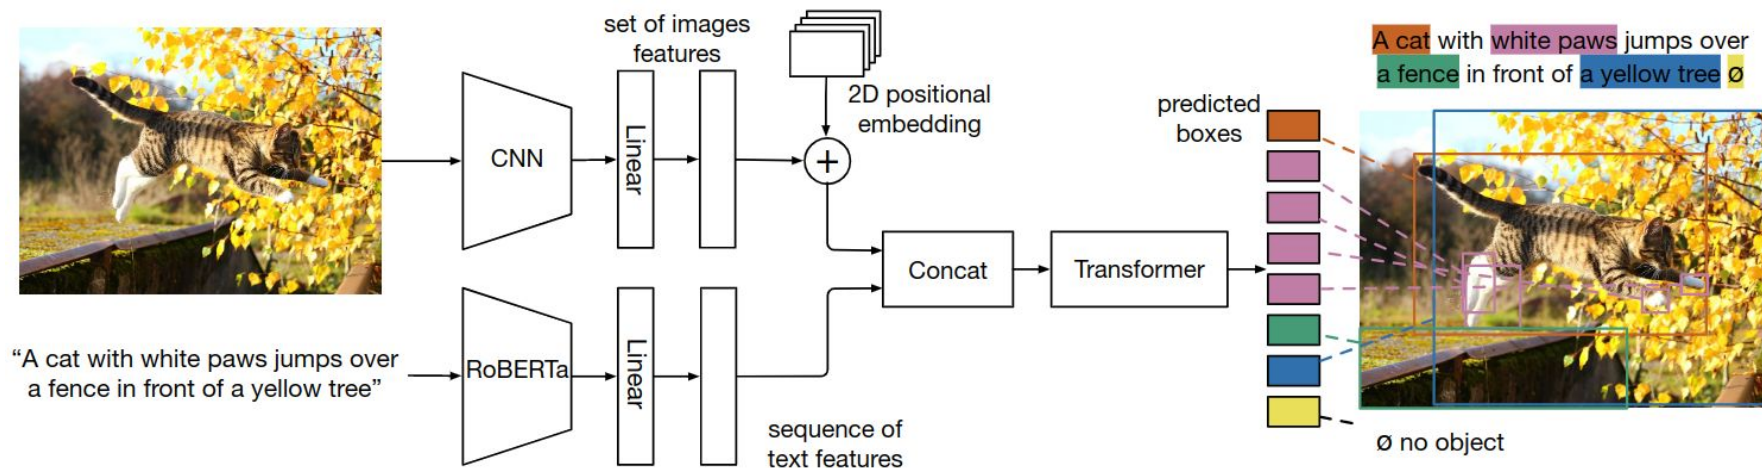 “A cat with white paws jumps over
a fence in front of a yellow tree”
CNN
RoBERTa
Linear
Linear
set of images
features
sequence of
text features
2D positional
embedding
+
Concat
Transformer
predicted
boxes
A cat with white paws jumps over
a fence in front of a yellow tree ∅
∅ no object